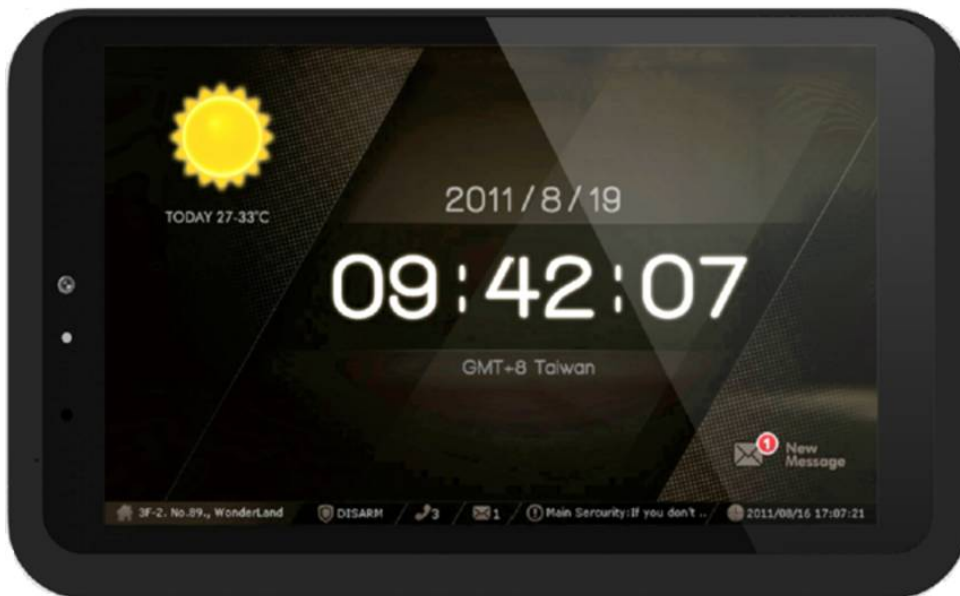 TODAY 27-33°C
2011/8/19
09:42:07
GMT+8 Taiwan
1
New
Message
3F-2. No.89., WonderLand DISARM 3 1 Main Sercurity:If you don't .. 2011/08/16 17:07:21